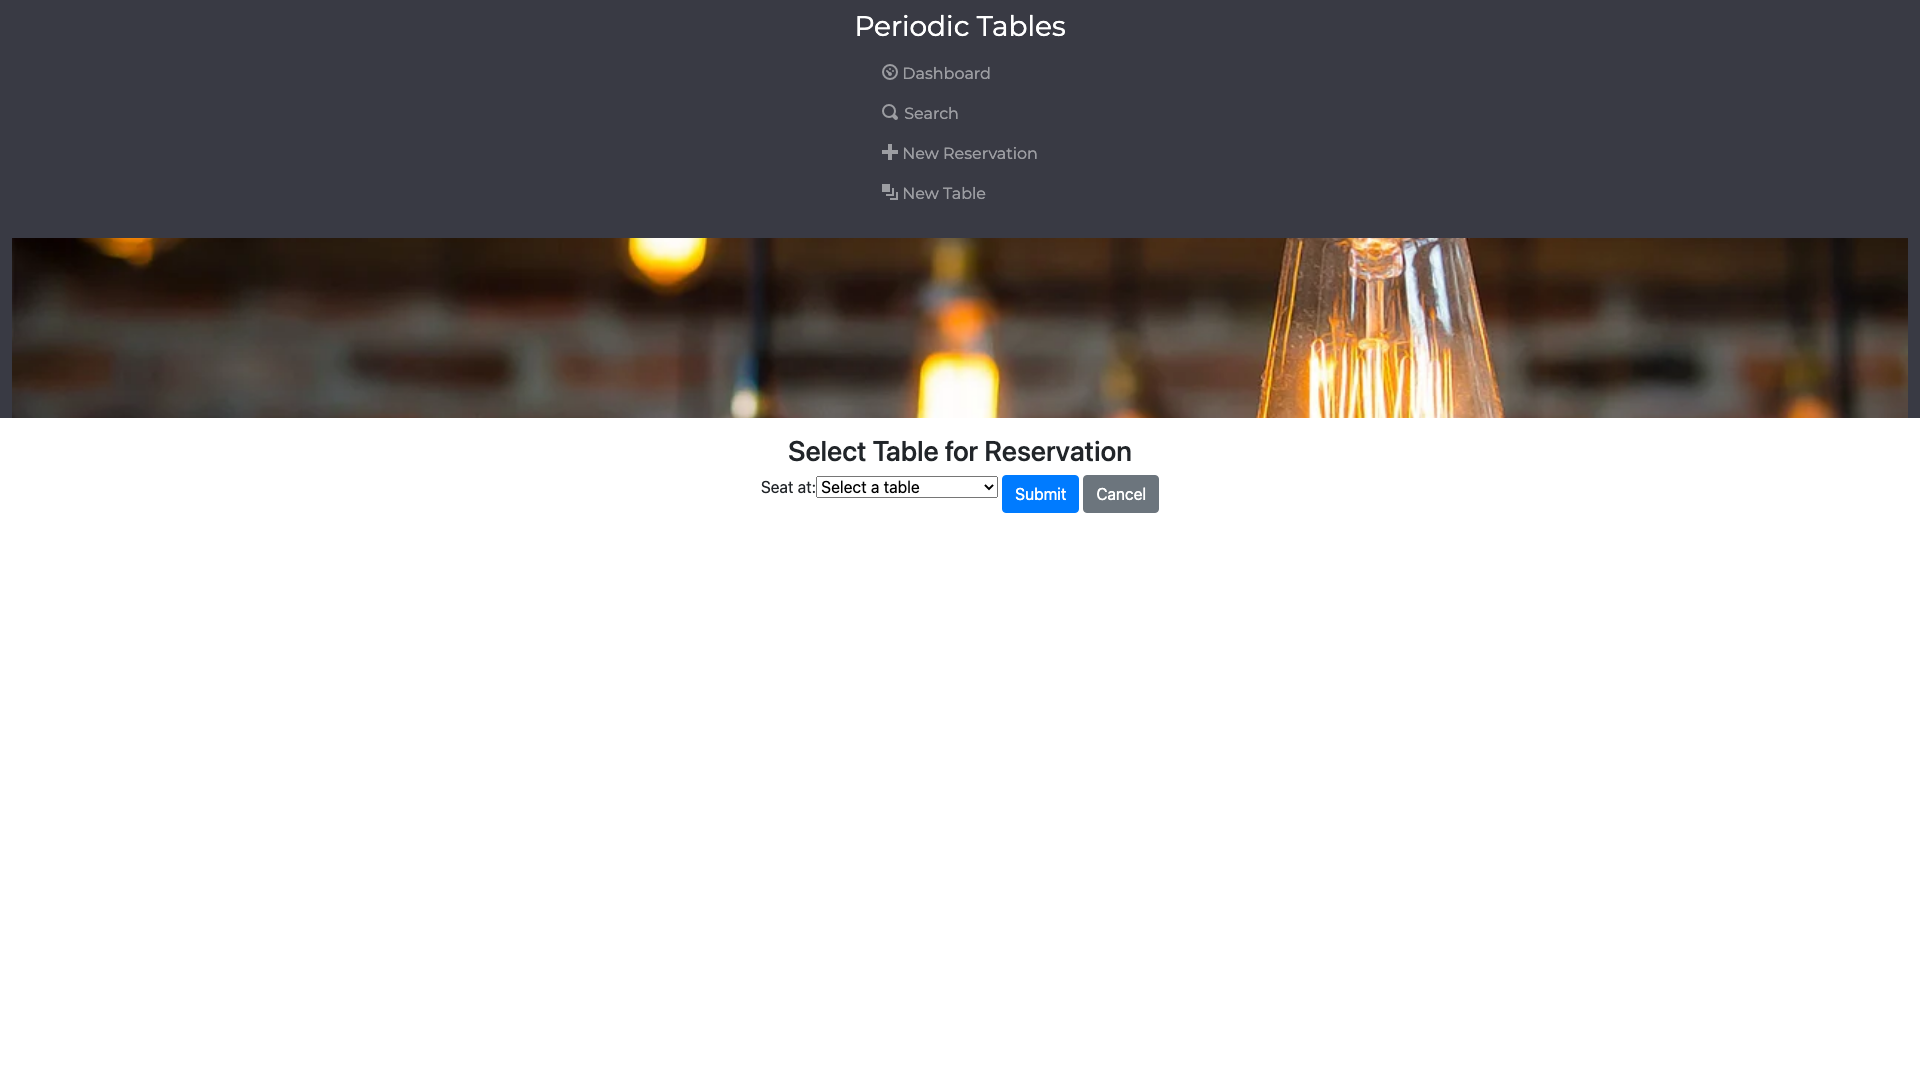 Periodic Tables
Dashboard
Search
New Reservation
New Table
Select Table for Reservation
Seat at: Select a table Submit Cancel